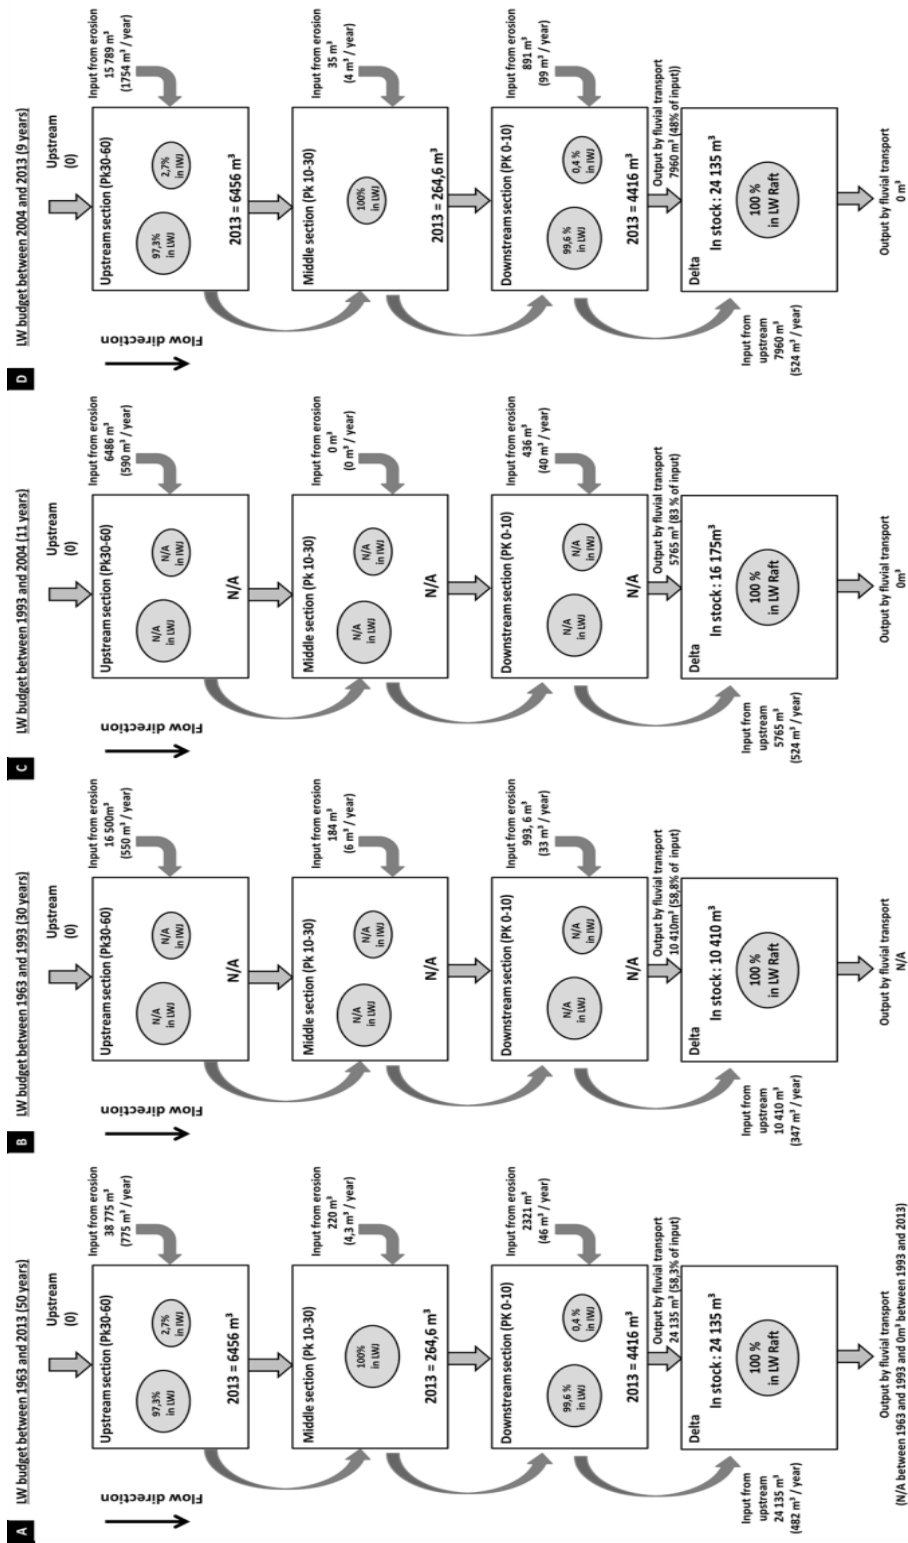 A
LW budget between 1963 and 2013 (50 years)
Flow direction
Upstream
(0)
Upstream section (Pk30-60)
97,3%
in LWJ
2,7%
in IWJ
2013 = 6456 m³
Input from erosion
38 775 m³
(775 m³ / year)
Middle section (Pk 10-30)
100%
in LWJ
2013 = 264,6 m³
Input from erosion
220 m³
(4,3 m³ / year)
Downstream section (PK 0-10)
99,6 %
in LWJ
0,4 %
in IWJ
2013 = 4416 m³
Input from erosion
2321 m³
(46 m³ / year)
Output by fluvial transport
24 135 m³ (58,3% of input)
Delta
In stock : 24 135 m³
100 %
in LW Raft
Input from
upstream
24 135 m³
(482 m³ / year)
Output by fluvial transport
(N/A between 1963 and 1993 and 0m³ between 1993 and 2013)
B
LW budget between 1963 and 1993 (30 years)
Flow direction
Upstream
(0)
Upstream section (Pk30-60)
N/A
in LWJ
N/A
in IWJ
N/A
Input from erosion
16 500m³
(550 m³ / year)
Middle section (Pk 10-30)
N/A
in LWJ
N/A
in IWJ
N/A
Input from erosion
184 m³
(6 m³ / year)
Downstream section (PK 0-10)
N/A
in LWJ
N/A
in IWJ
N/A
Input from erosion
993, 6 m³
(33 m³ / year)
Output by fluvial transport
10 410m³ (58,8% of input)
Delta
In stock : 10 410 m³
100 %
in LW Raft
Input from
upstream
10 410 m³
(347 m³ / year)
Output by fluvial transport
N/A
C
LW budget between 1993 and 2004 (11 years)
Flow direction
Upstream
(0)
Upstream section (Pk30-60)
N/A
in LWJ
N/A
in IWJ
N/A
Input from erosion
6486 m³
(590 m³ / year)
Middle section (Pk 10-30)
N/A
in LWJ
N/A
in IWJ
N/A
Input from erosion
0 m³
(0 m³ / year)
Downstream section (PK 0-10)
N/A
in LWJ
N/A
in IWJ
N/A
Input from erosion
436 m³
(40 m³ / year)
Output by fluvial transport
5765 m³ (83 % of input)
Delta
In stock : 16 175m³
100 %
in LW Raft
Input from
upstream
5765 m³
(524 m³ / year)
Output by fluvial transport
0m³
D
LW budget between 2004 and 2013 (9 years)
Flow direction
Upstream
(0)
Upstream section (Pk30-60)
97,3%
in LWJ
2,7%
in IWJ
2013 = 6456 m³
Input from erosion
15 789 m³
(1754 m³ / year)
Middle section (Pk 10-30)
100%
in LWJ
2013 = 264,6 m³
Input from erosion
35 m³
(4 m³ / year)
Downstream section (PK 0-10)
99,6 %
in LWJ
0,4 %
in IWJ
2013 = 4416 m³
Input from erosion
891 m³
(99 m³ / year)
Output by fluvial transport
7960 m³ (48% of input))
Delta
In stock : 24 135 m³
100 %
in LW Raft
Input from
upstream
7960 m³
(524 m³ / year)
Output by fluvial transport
0 m³